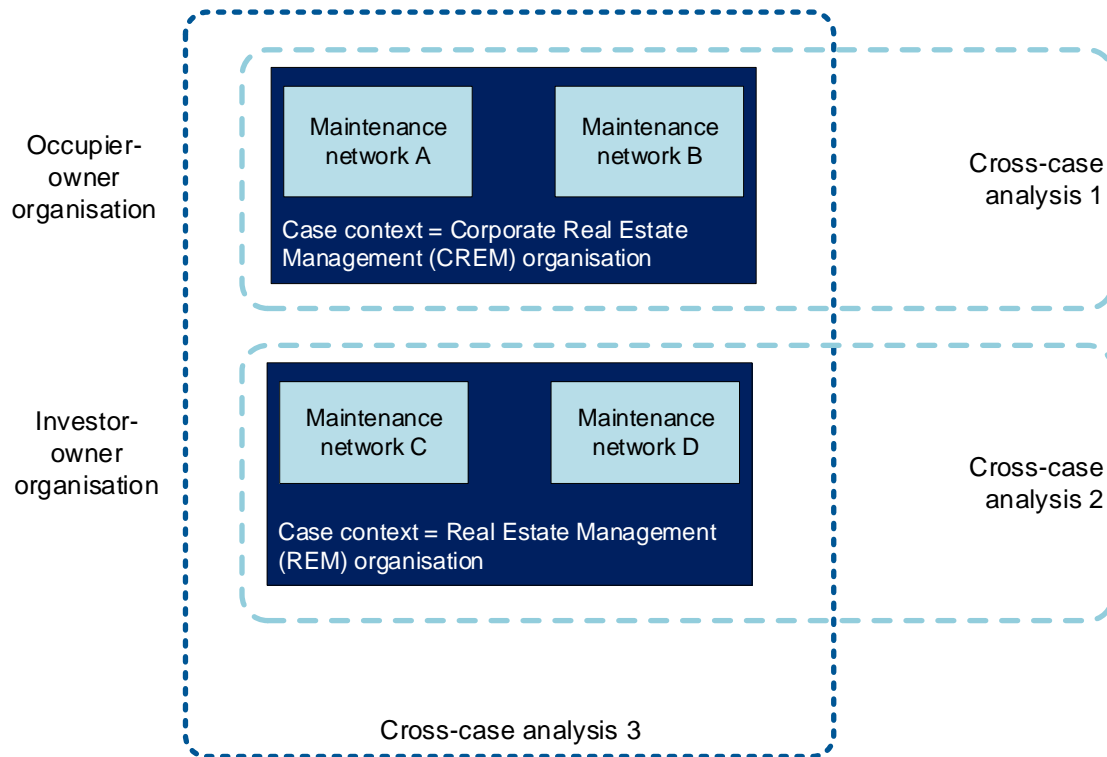 Occupier-
owner
organisation
Maintenance
network A
Maintenance
network B
Case context = Corporate Real Estate
Management (CREM) organisation
Cross-case
analysis 1
Investor-
owner
organisation
Maintenance
network C
Maintenance
network D
Case context = Real Estate Management
(REM) organisation
Cross-case
analysis 2
Cross-case analysis 3